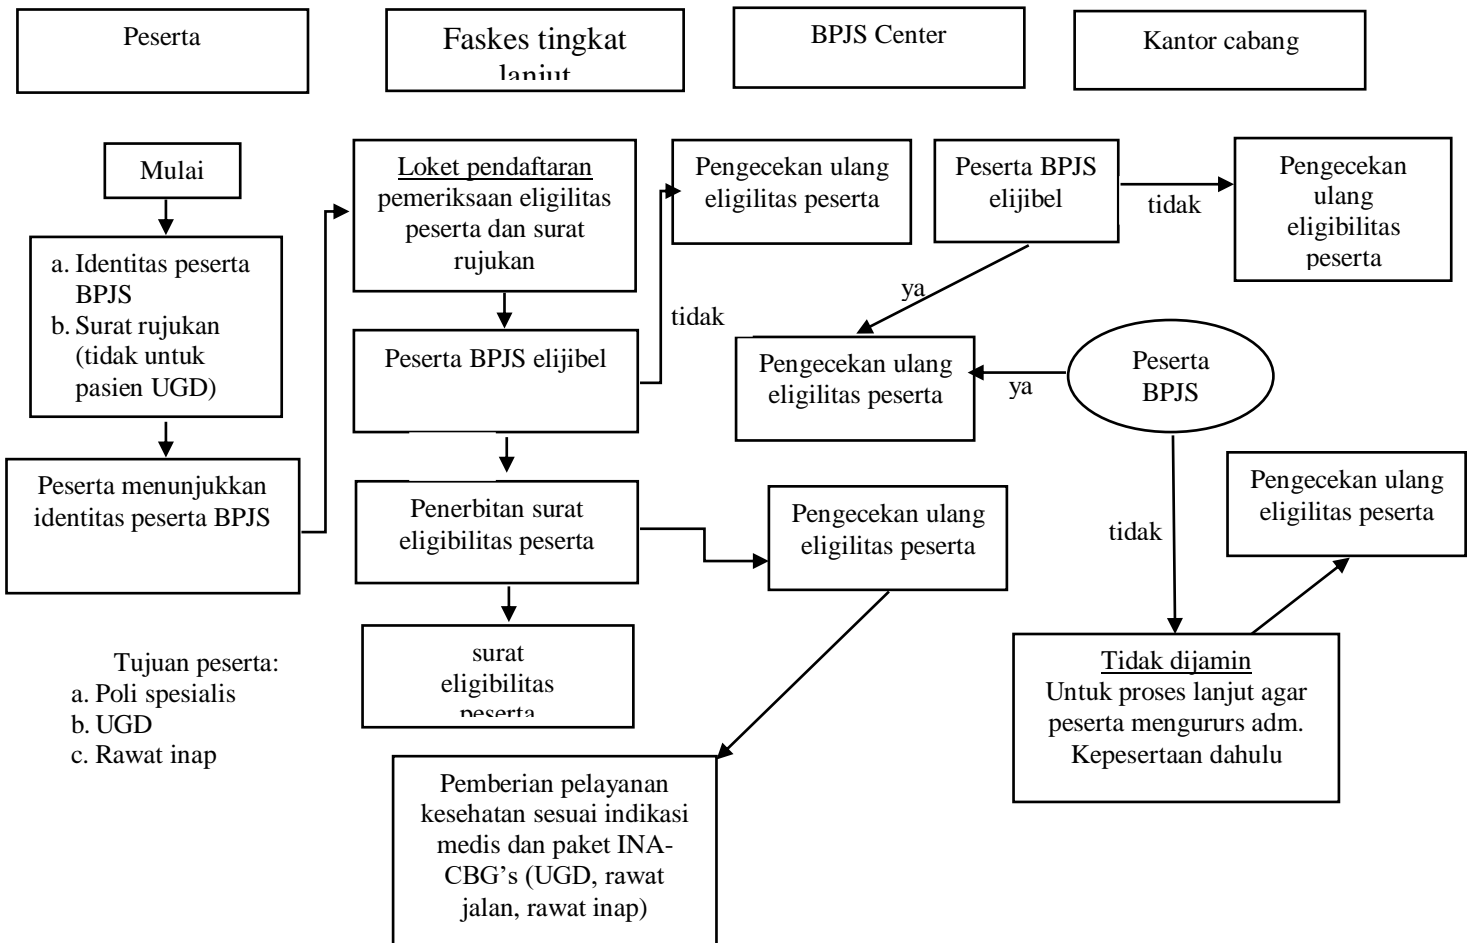 Peserta
Faskes tingkat
lanjut
BPJS Center
Kantor cabang
Mulai
a. Identitas peserta
BPJS
b. Surat rujukan
(tidak untuk
pasien UGD)
Peserta menunjukkan
identitas peserta BPJS
Tujuan peserta:
a. Poli spesialis
b. UGD
c. Rawat inap
Loket pendaftaran
pemeriksaan eligilitas
peserta dan surat
rujukan
Peserta BPJS elijibel
tidak
Penerbitan surat
eligibilitas peserta
surat
eligibilitas
peserta
Pemberian pelayanan
kesehatan sesuai indikasi
medis dan paket INA-
CBG’s (UGD, rawat
jalan, rawat inap)
Pengecekan ulang
eligilitas peserta
Peserta BPJS
elijibel
tidak
Pengecekan
ulang
eligibilitas
peserta
ya
Pengecekan ulang
eligilitas peserta
ya
Peserta
BPJS
Pengecekan ulang
eligilitas peserta
tidak
Pengecekan ulang
eligilitas peserta
Tidak dijamin
Untuk proses lanjut agar
peserta mengururs adm.
Kepesertaan dahulu